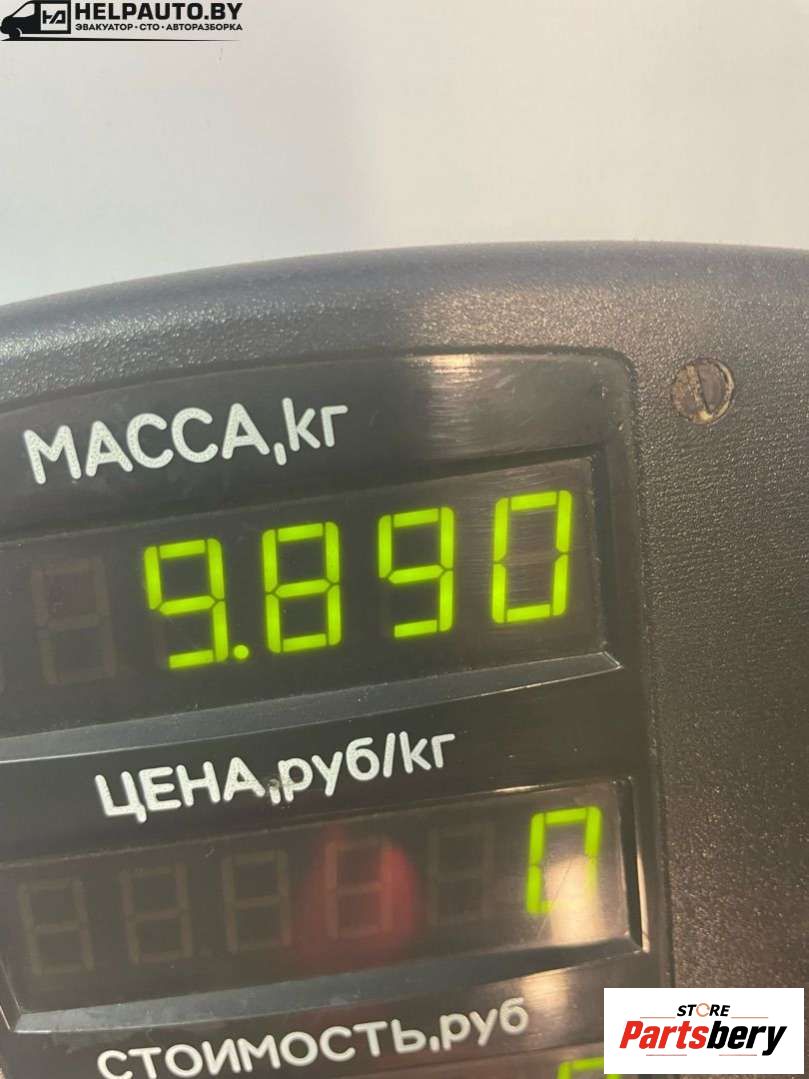 HELPAUTO.BY
ЭВАКУАТОР·СТО·АВТОРАЗБОРКА
МАССА,кг
9.890
ЦЕНА,руб/кг
0
СТОИМОСТЬ,руб
STORE
Partsbery